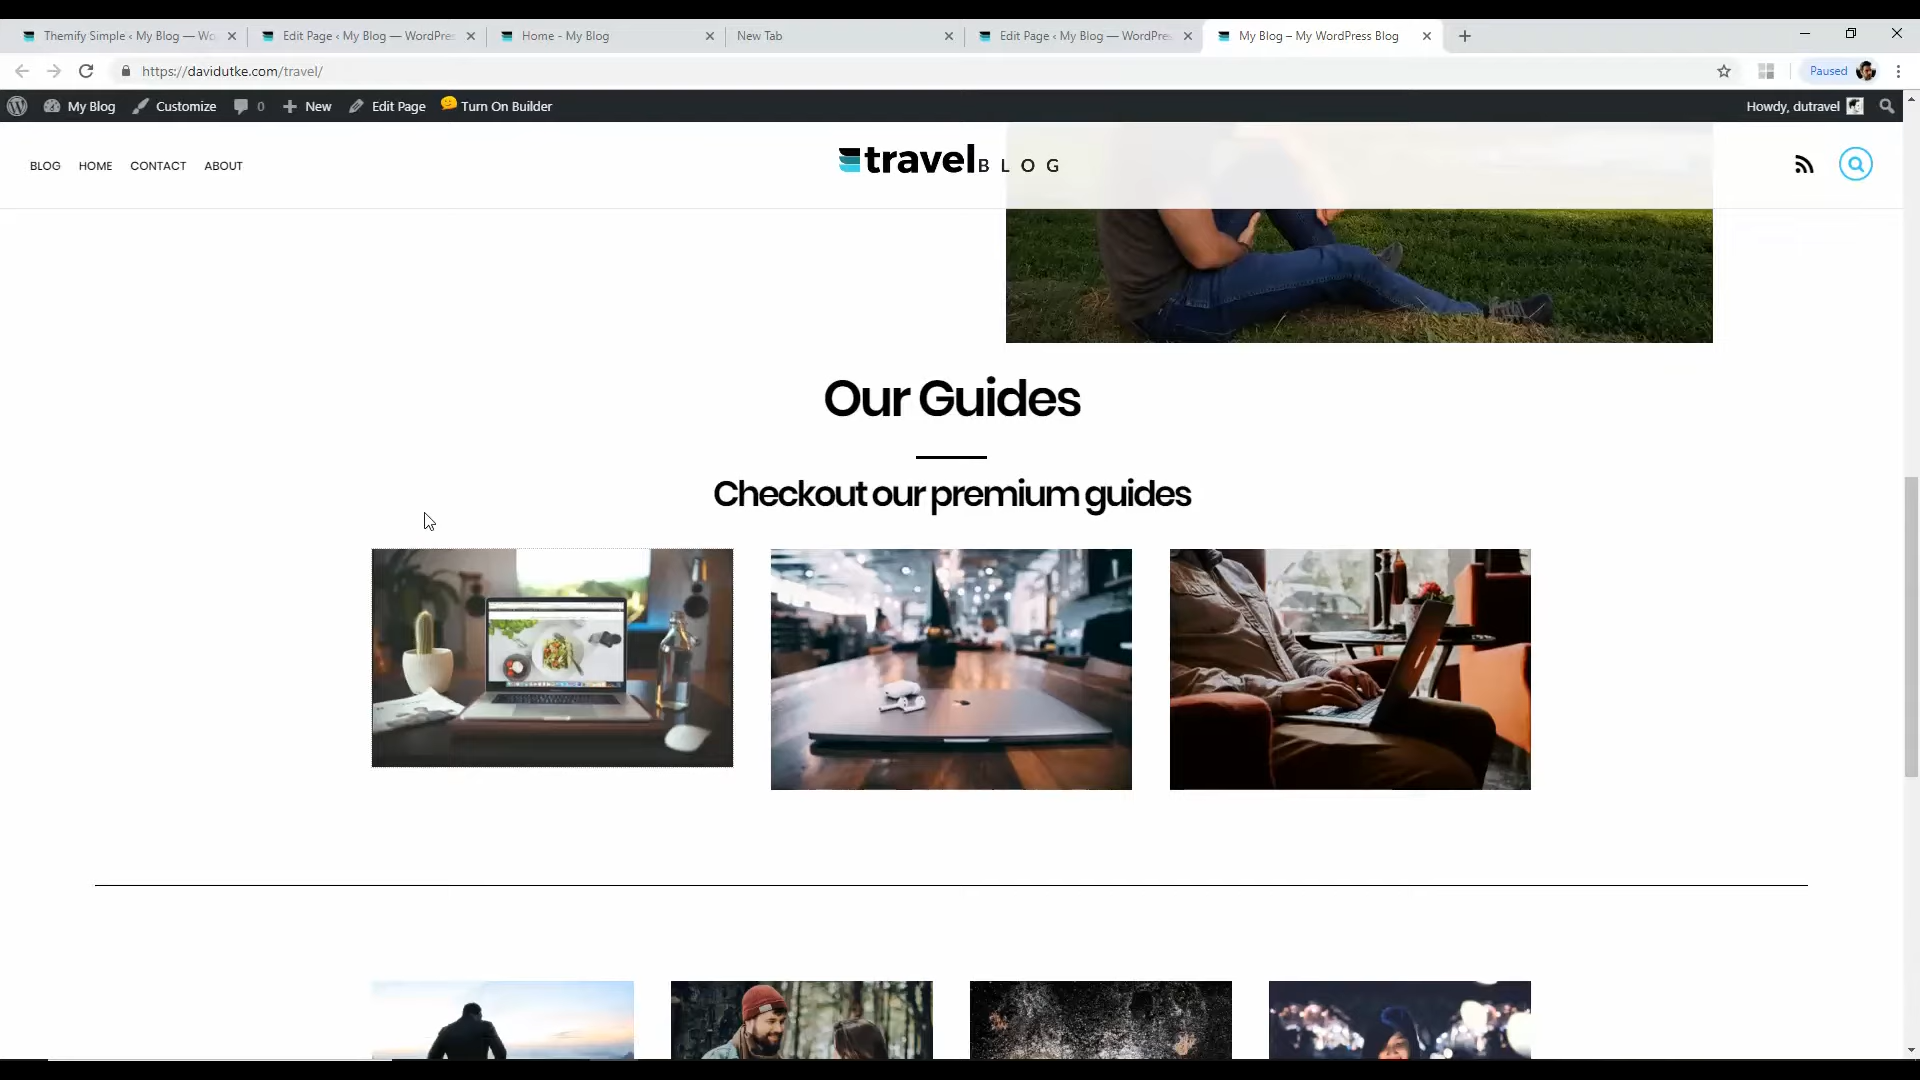 Themify Simple ‹ My Blog — Wo
Edit Page ‹ My Blog — WordPres
Home - My Blog
New Tab
Edit Page ‹ My Blog — WordPres
My Blog – My WordPress Blog
https://davidutke.com/travel/
Paused
My Blog
Customize
0
New
Edit Page
Turn On Builder
Howdy, dutravel
BLOG
HOME
CONTACT
ABOUT
travel BLOG
Our Guides
Checkout our premium guides